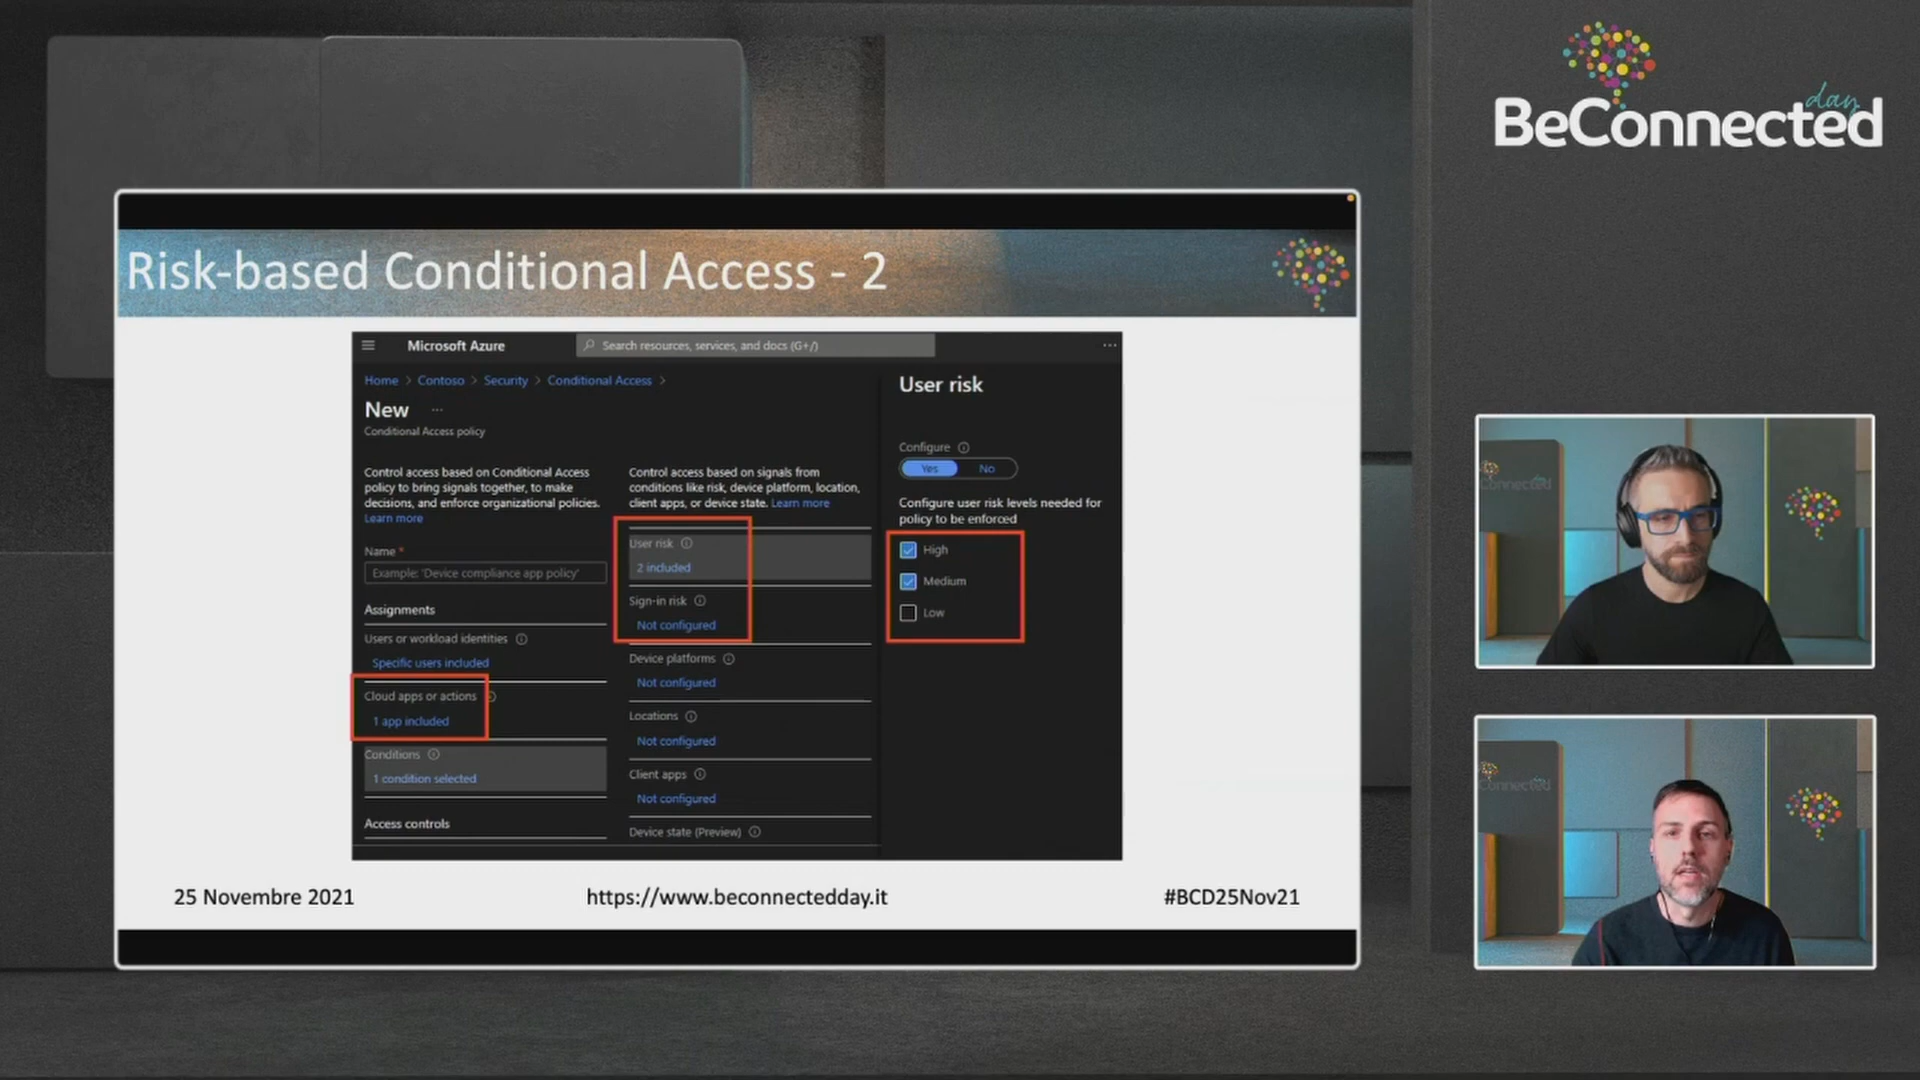 day
BeConnected
Risk-based Conditional Access - 2
Microsoft Azure
Search resources, services, and docs (G+/)
...
Home > Contoso > Security > Conditional Access >
New ...
Conditional Access policy
Control access based on Conditional Access
policy to bring signals together, to make
decisions, and enforce organizational policies.
Learn more
Name *
Example: 'Device compliance app policy'
Assignments
Users or workload identities
Specific users included
Cloud apps or actions
1 app included
Conditions
1 condition selected
Access controls
Control access based on signals from
conditions like risk, device platform, location,
client apps, or device state. Learn more
User risk
2 included
Sign-in risk
Not configured
Device platforms
Not configured
Locations
Not configured
Client apps
Not configured
Device state (Preview)
User risk
Configure
Yes No
Configure user risk levels needed for
policy to be enforced
High
Medium
Low
25 Novembre 2021
https://www.beconnectedday.it
#BCD25Nov21
Connected
Connected